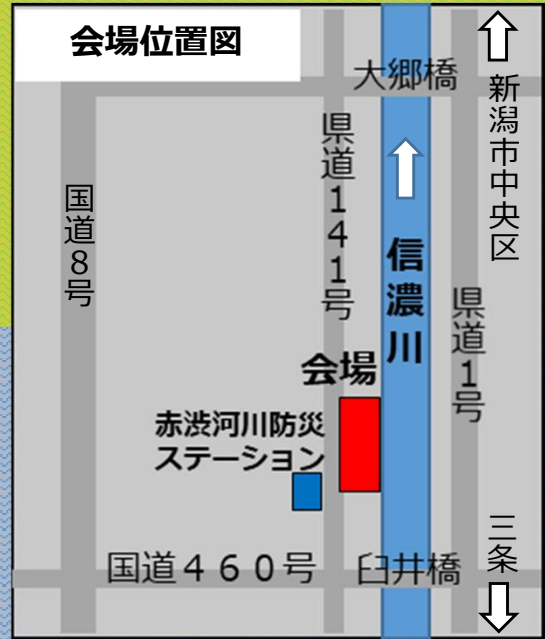 会場位置図
大郷橋
新潟市中央区
県道141号
国道8号
信濃川
県道1号
会場
赤渋河川防災
ステーション
三条
国道460号
臼井橋